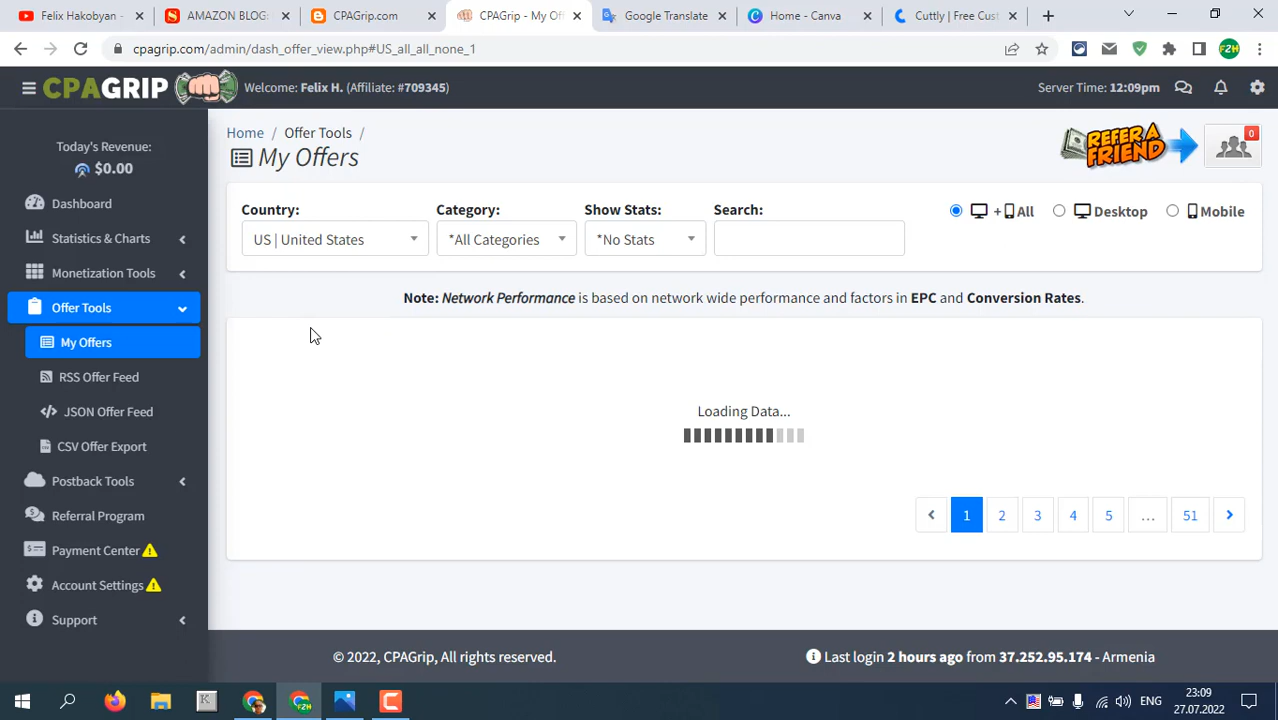 Felix Hakobyan -
AMAZON BLOG:
CPAGrip.com
CPAGrip - My Of
Google Translate
Home - Canva
Cuttly | Free Cust
cpagrip.com/admin/dash_offer_view.php#US_all_all_none_1
F2H
CPAGRIP
Welcome: Felix H. (Affiliate: #709345)
Server Time: 12:09pm
Today's Revenue:
$0.00
Dashboard
Statistics & Charts
Monetization Tools
Offer Tools
My Offers
RSS Offer Feed
JSON Offer Feed
CSV Offer Export
Postback Tools
Referral Program
Payment Center
Account Settings
Support
Home / Offer Tools /
My Offers
REFER A
FRIEND
0
Country:
US | United States
Category:
*All Categories
Show Stats:
*No Stats
Search:
+ All
Desktop
Mobile
Note: Network Performance is based on network wide performance and factors in EPC and Conversion Rates.
Loading Data...
1 2 3 4 5 ... 51
© 2022, CPAGrip, All rights reserved.
Last login 2 hours ago from 37.252.95.174 - Armenia
K
F2H
ENG
23:09
27.07.2022